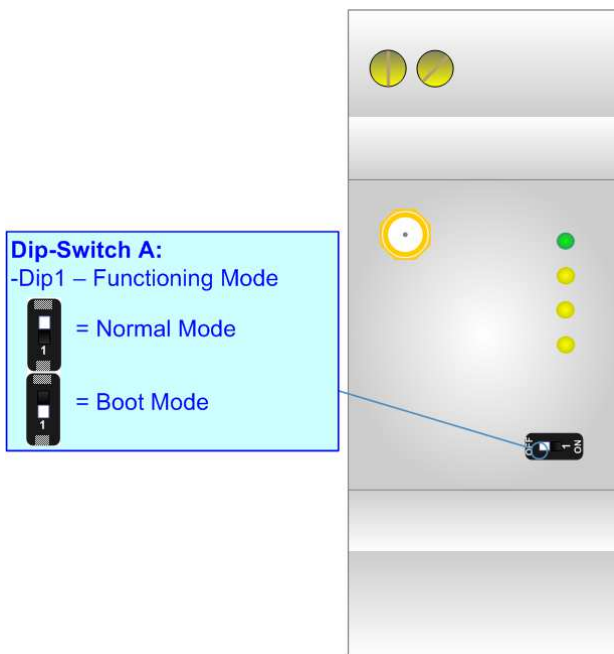 Dip-Switch A:
-Dip1 – Functioning Mode
1
= Normal Mode
1
= Boot Mode
OFF
1
ON